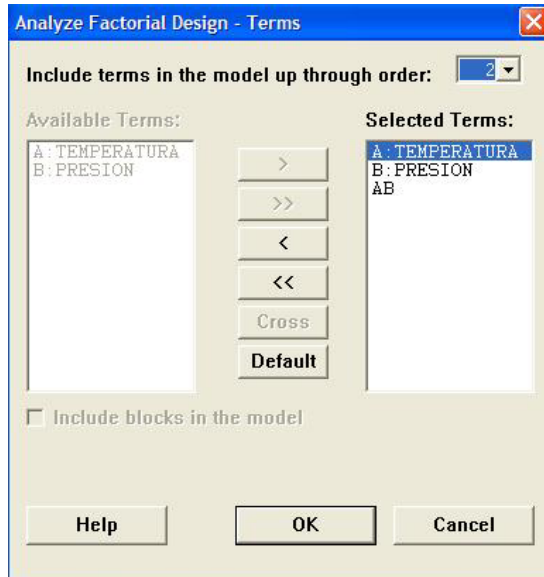 Analyze Factorial Design - Terms
Include terms in the model up through order: 2
Available Terms:
A:TEMPERATURA
B:PRESION
>
>>
<
<<
Cross
Default
Selected Terms:
A:TEMPERATURA
B:PRESION
AB
Include blocks in the model
Help
OK
Cancel